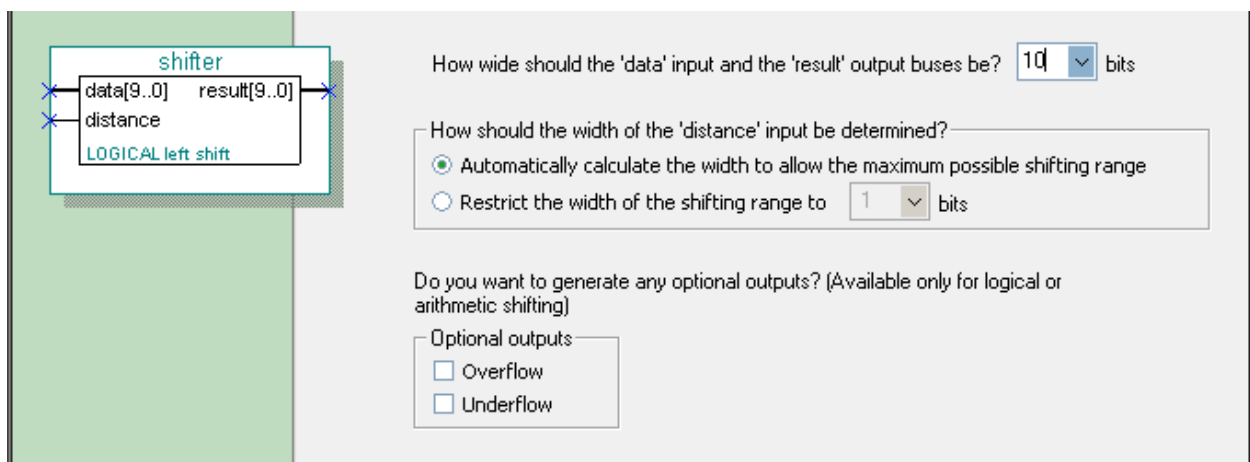 shifter
data[9..0] result[9..0]
distance
LOGICAL left shift
How wide should the 'data' input and the 'result' output buses be? 10 bits
How should the width of the 'distance' input be determined?
Automatically calculate the width to allow the maximum possible shifting range
Restrict the width of the shifting range to 1 bits
Do you want to generate any optional outputs? (Available only for logical or
arithmetic shifting)
Optional outputs
Overflow
Underflow